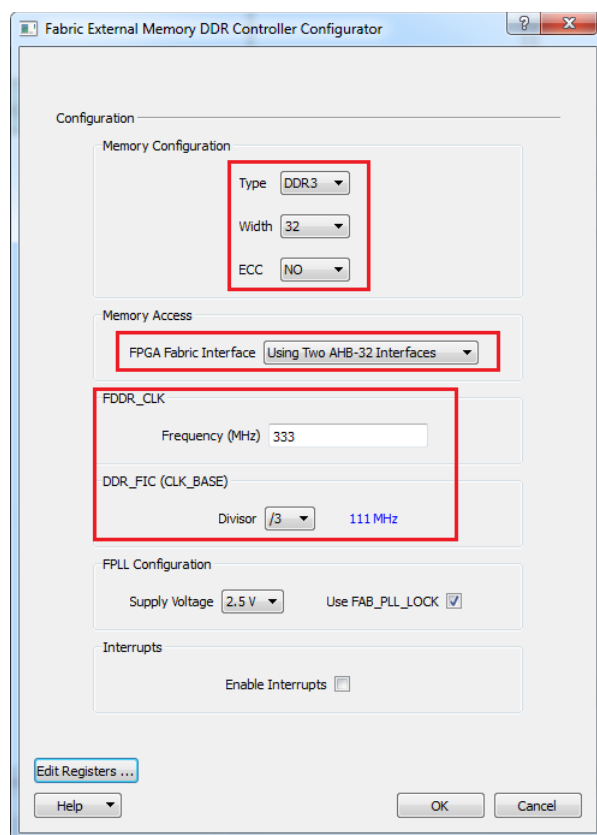 Fabric External Memory DDR Controller Configurator
Configuration
Memory Configuration
Type DDR3
Width 32
ECC NO
Memory Access
FPGA Fabric Interface Using Two AHB-32 Interfaces
FDDR_CLK
Frequency (MHz) 333
DDR_FIC (CLK_BASE)
Divisor /3 111 MHz
FPLL Configuration
Supply Voltage 2.5 V Use FAB_PLL_LOCK
Interrupts
Enable Interrupts
Edit Registers ...
Help OK Cancel